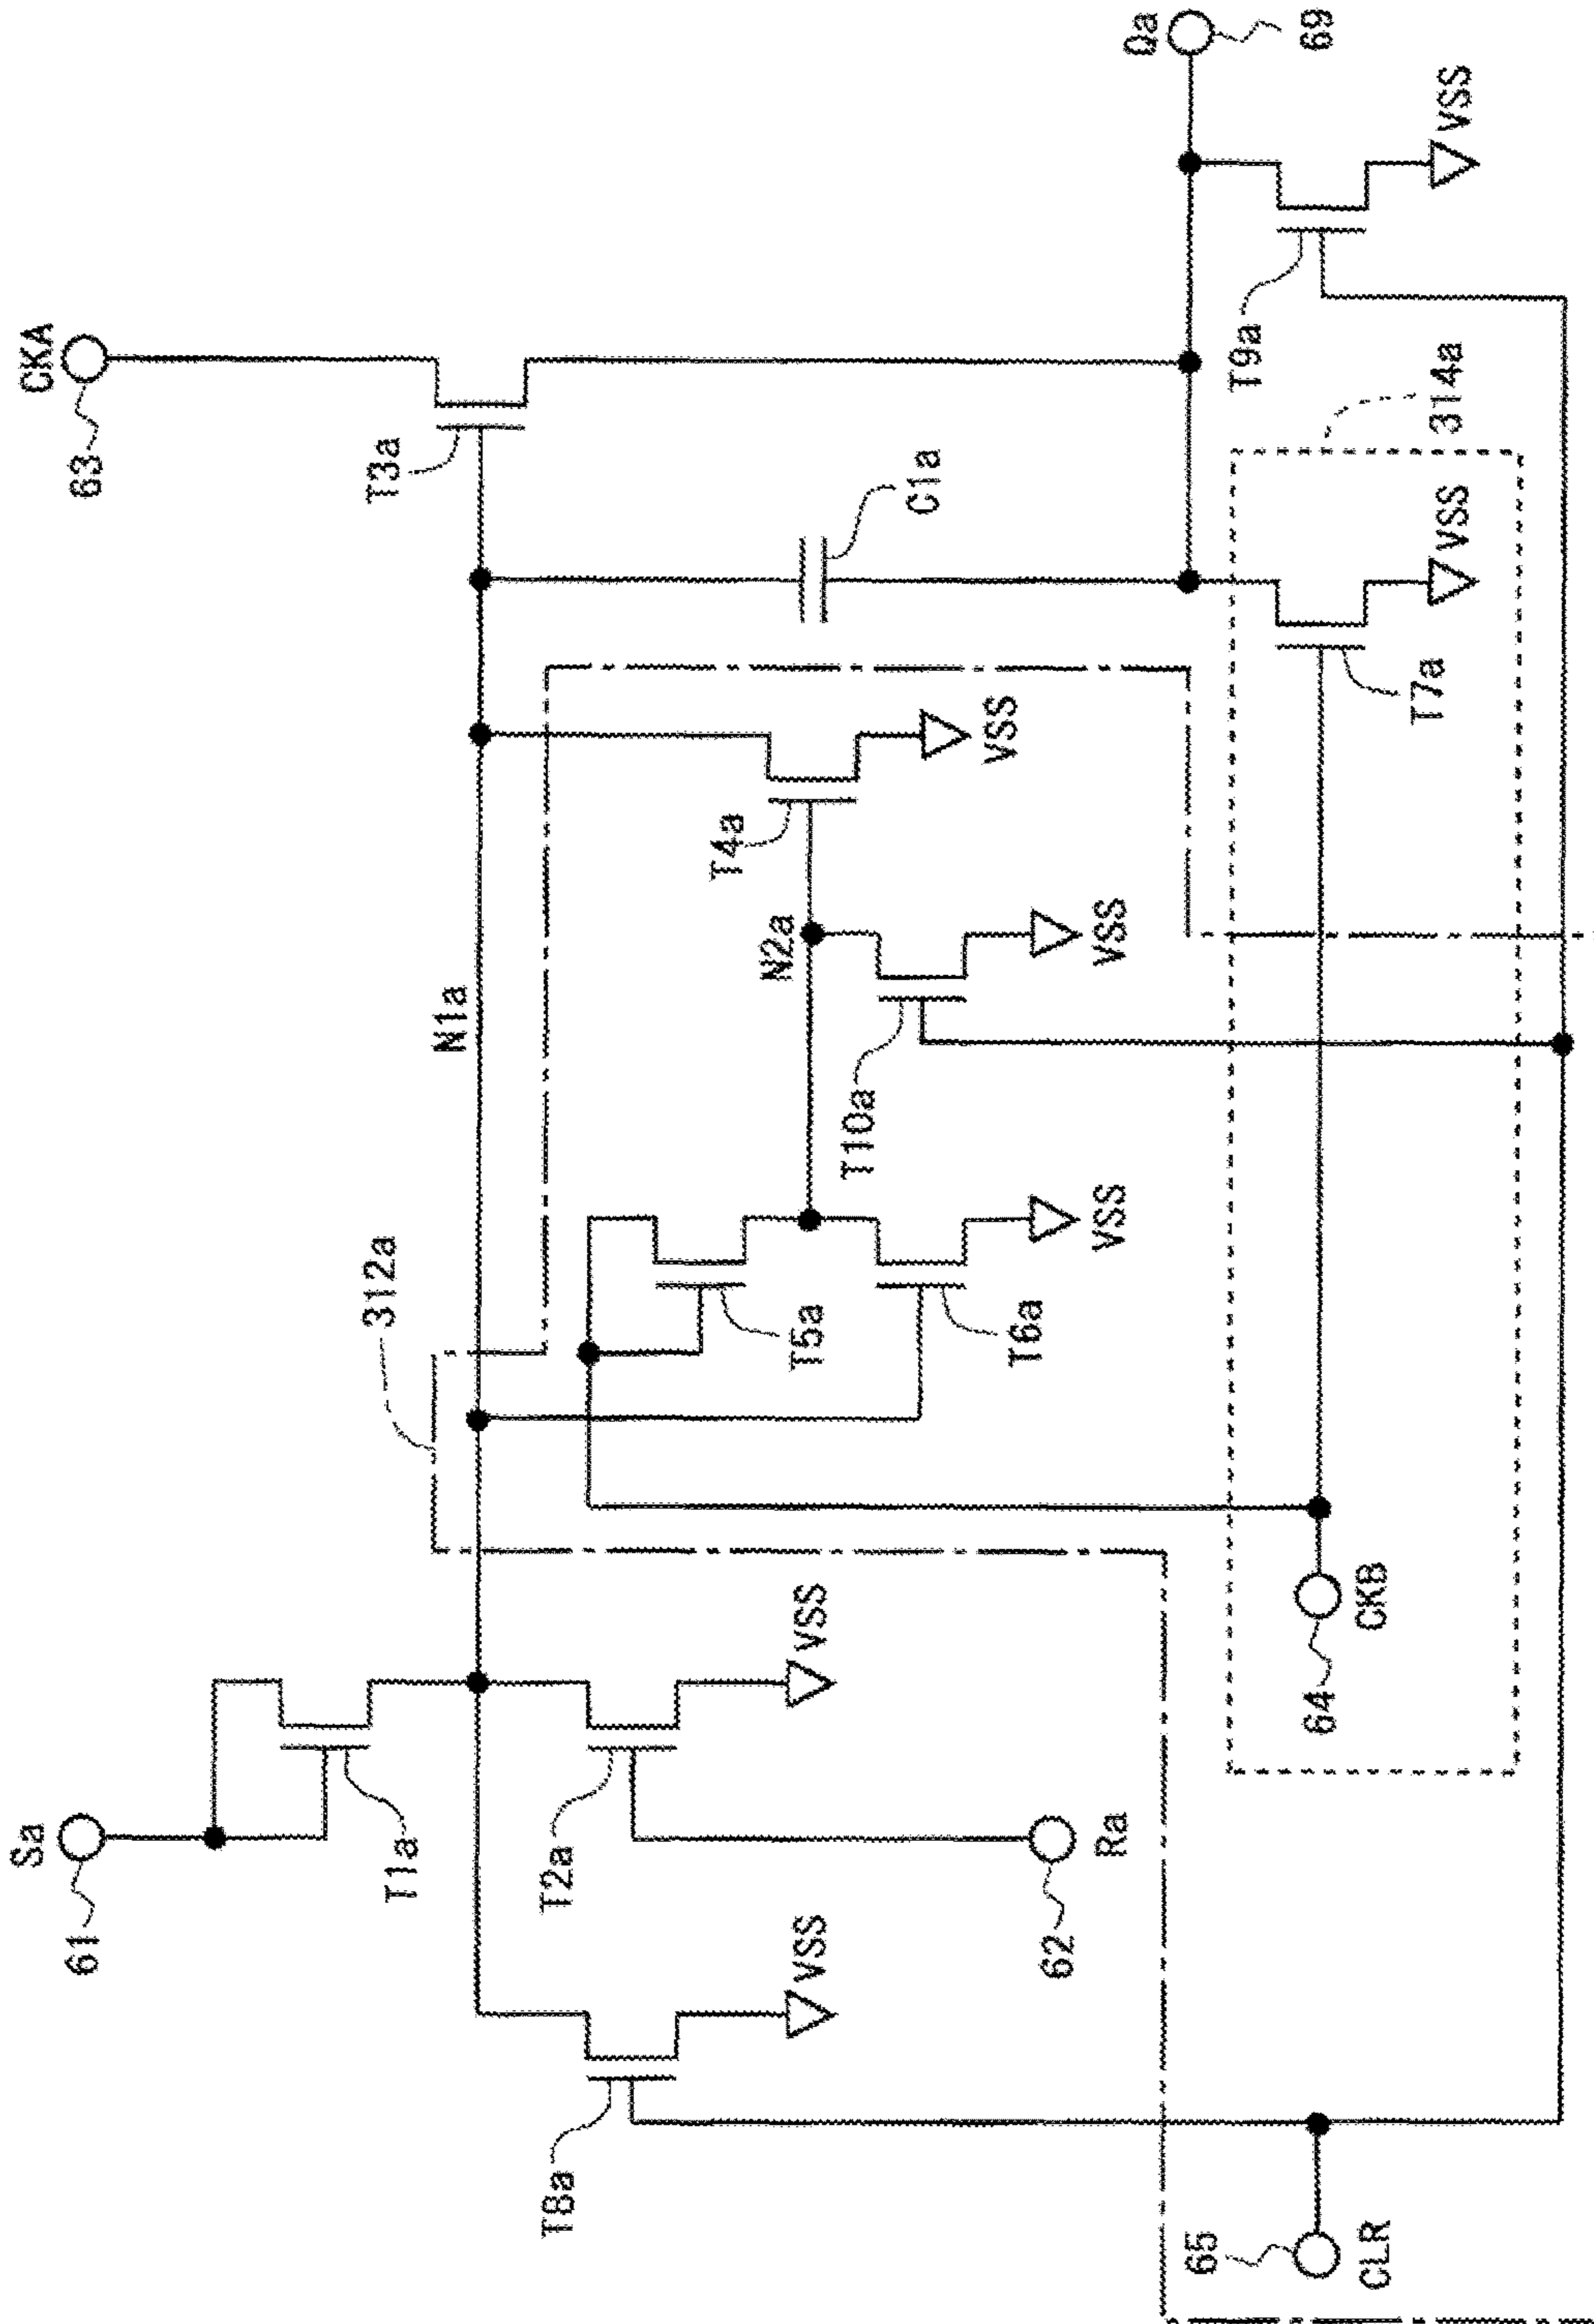 Sa
61
T1a
T8a
VSS
T2a
VSS
62
Ra
65
CLR
312a
N1a
T5a
T6a
VSS
T10a
VSS
N2a
T4a
VSS
64
CKB
CKA
63
T3a
C1a
T7a
VSS
314a
T9a
VSS
Qa
69